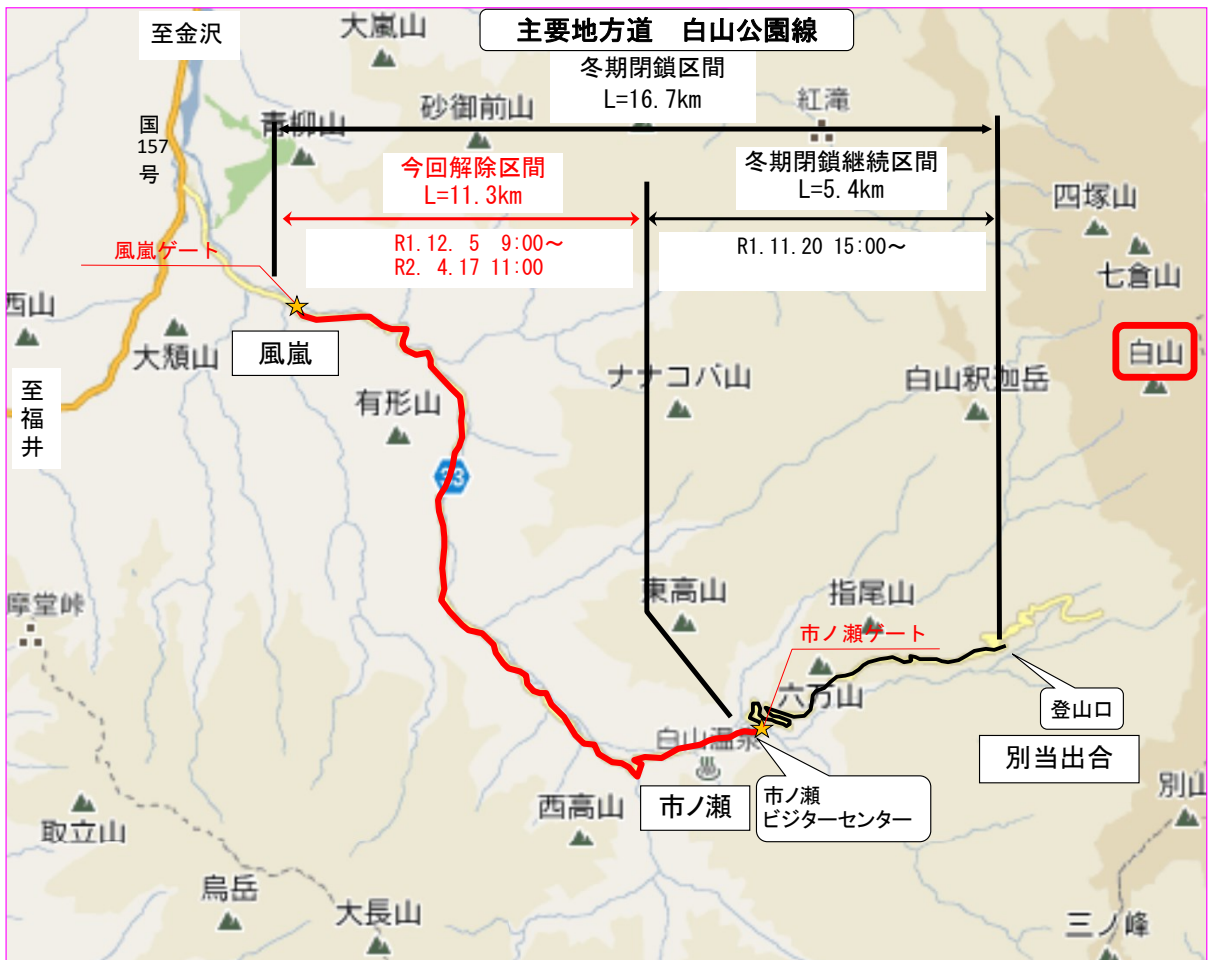 主要地方道 白山公園線
至金沢
大嵐山
冬期閉鎖区間
L=16.7km
紅滝
砂御前山
青柳山
国
157
号
今回解除区間
L=11.3km
冬期閉鎖継続区間
L=5.4km
四塚山
七倉山
R1.12. 5 9:00～
R2. 4.17 11:00
R1.11.20 15:00～
風嵐ゲート
西山
大頽山
風嵐
白山
至
福
井
有形山
ナナコバ山
白山釈迦岳
33
東高山
指尾山
摩堂峠
市ノ瀬ゲート
六万山
登山口
白山温泉
別当出合
市ノ瀬
市ノ瀬
ビジターセンター
西高山
別山
取立山
烏岳
大長山
三ノ峰